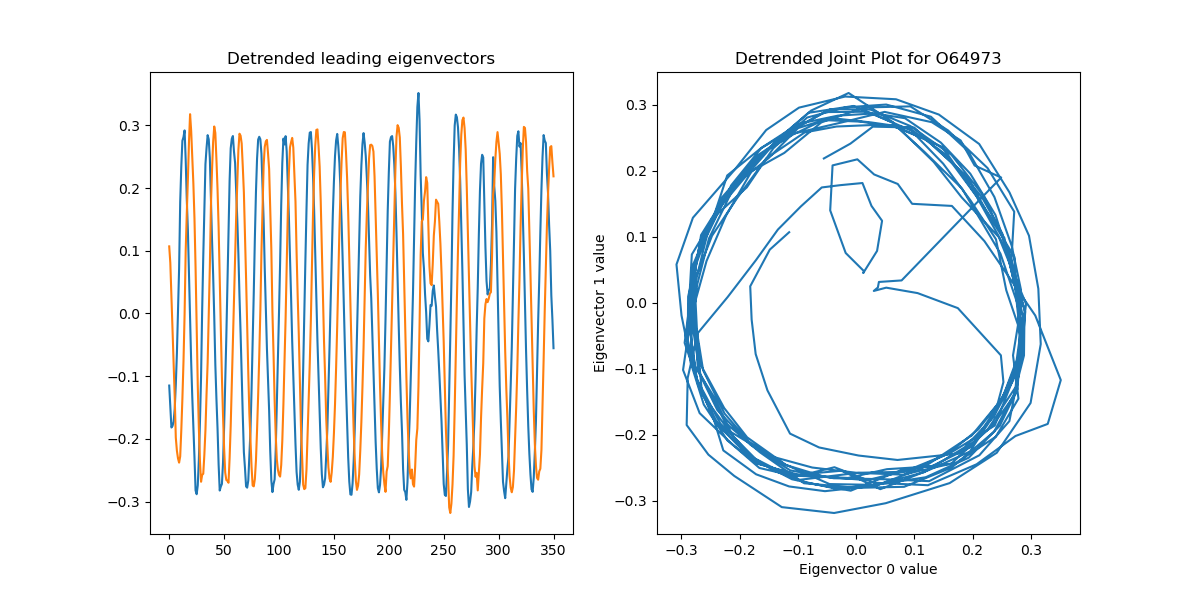 Detrended leading eigenvectors
0.3
0.2
0.1
0.0
−0.1
−0.2
−0.3
0 50 100 150 200 250 300 350
Detrended Joint Plot for O64973
Eigenvector 1 value
0.3
0.2
0.1
0.0
−0.1
−0.2
−0.3
−0.3 −0.2 −0.1 0.0 0.1 0.2 0.3
Eigenvector 0 value